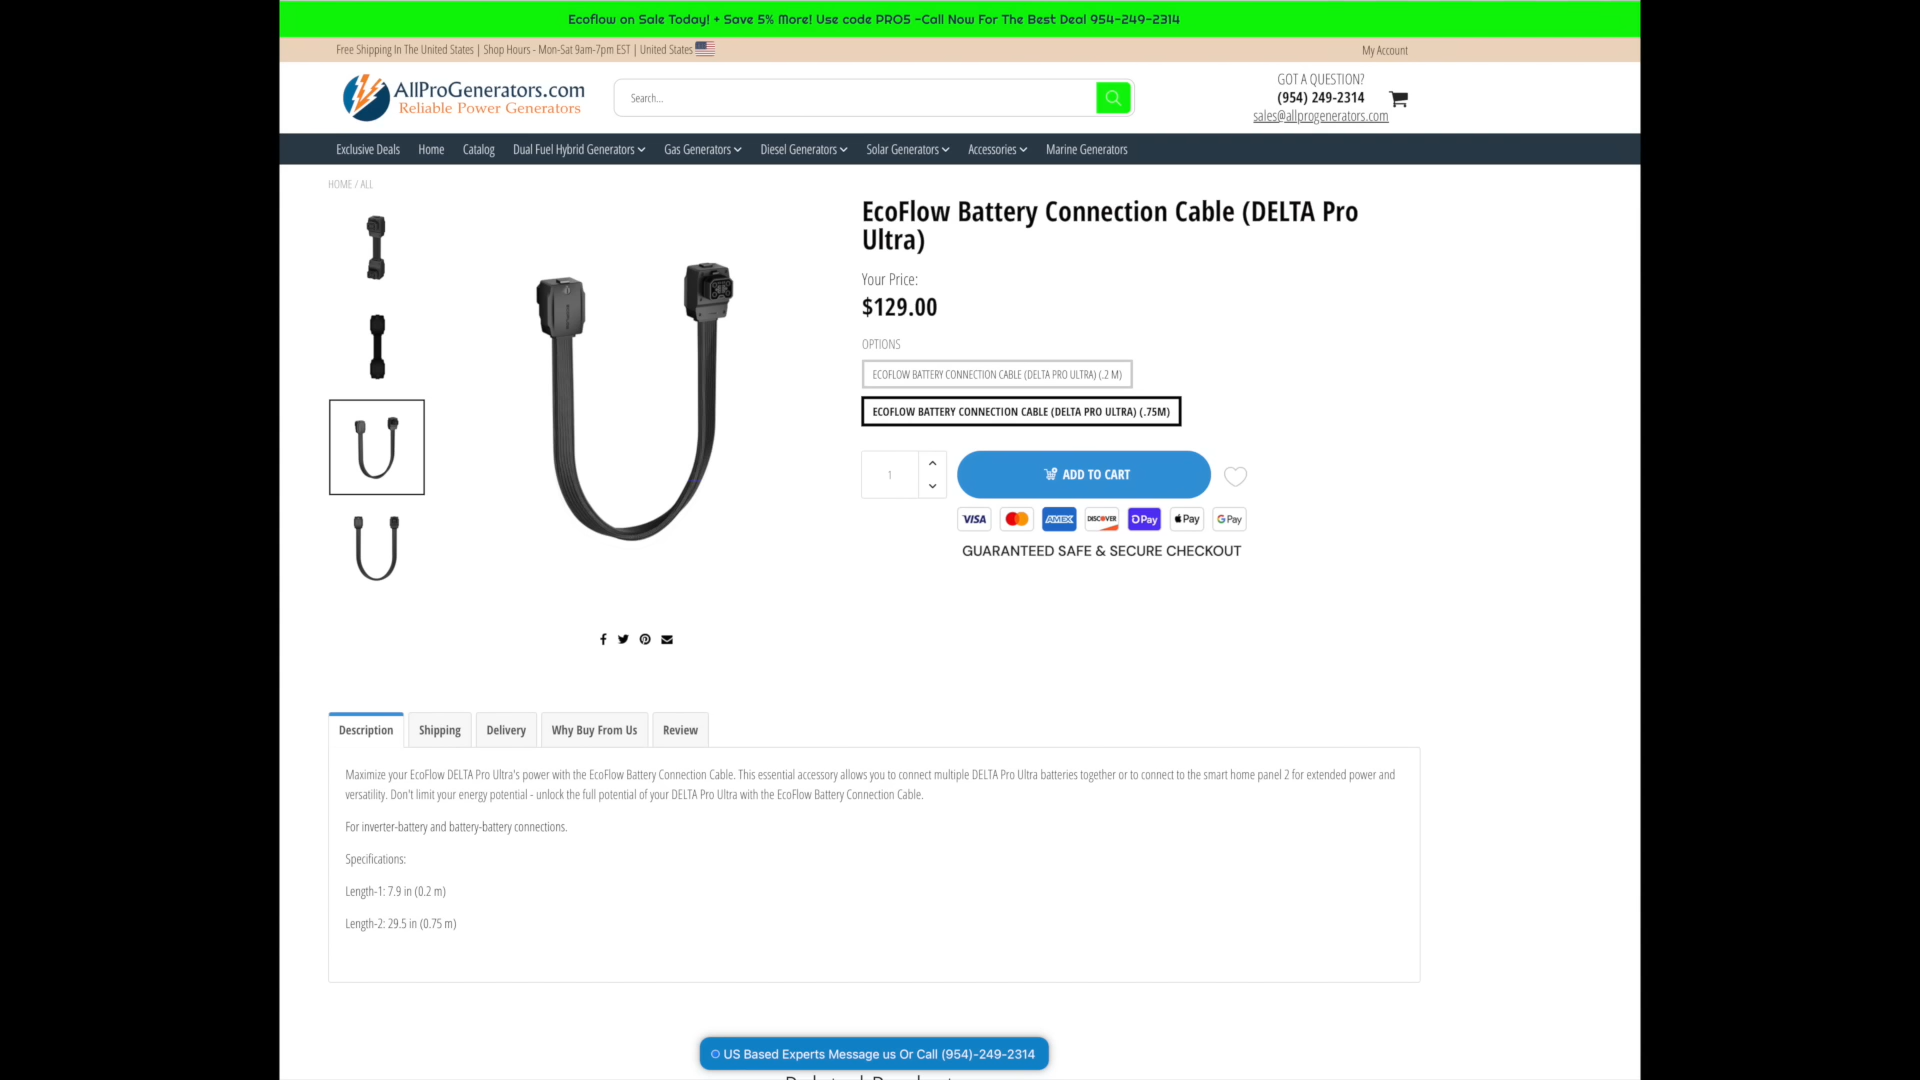 Ecoflow on Sale Today! + Save 5% More! Use code PRO5 -Call Now For The Best Deal 954-249-2314
Free Shipping In The United States | Shop Hours - Mon-Sat 9am-7pm EST | United States
My Account
AllProGenerators.com
Reliable Power Generators
Search...
GOT A QUESTION?
(954) 249-2314
sales@allprogenerators.com
Exclusive Deals Home Catalog Dual Fuel Hybrid Generators Gas Generators Diesel Generators Solar Generators Accessories Marine Generators
HOME / ALL
EcoFlow Battery Connection Cable (DELTA Pro
Ultra)
Your Price:
$129.00
OPTIONS
ECOFLOW BATTERY CONNECTION CABLE (DELTA PRO ULTRA) (.2 M)
ECOFLOW BATTERY CONNECTION CABLE (DELTA PRO ULTRA) (.75M)
1
ADD TO CART
VISA AMEX DISCOVER Pay Pay G Pay
GUARANTEED SAFE & SECURE CHECKOUT
Description Shipping Delivery Why Buy From Us Review
Maximize your EcoFlow DELTA Pro Ultra's power with the EcoFlow Battery Connection Cable. This essential accessory allows you to connect multiple DELTA Pro Ultra batteries together or to connect to the smart home panel 2 for extended power and
versatility. Don't limit your energy potential - unlock the full potential of your DELTA Pro Ultra with the EcoFlow Battery Connection Cable.
For inverter-battery and battery-battery connections.
Specifications:
Length-1: 7.9 in (0.2 m)
Length-2: 29.5 in (0.75 m)
US Based Experts Message us Or Call (954)-249-2314